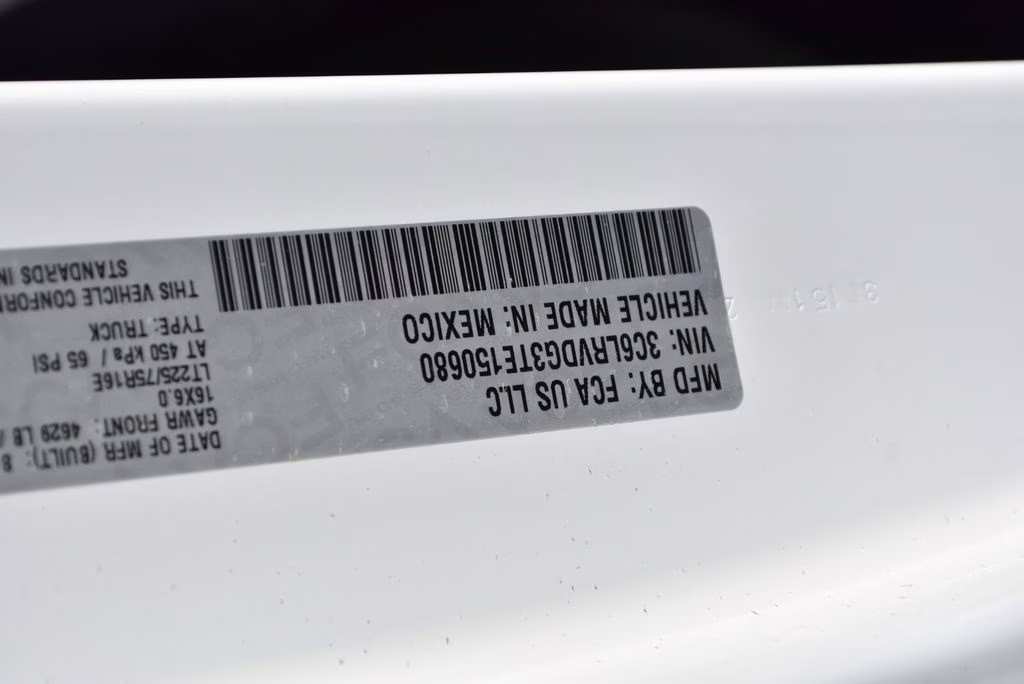 MFD BY: FCA US LLC
VIN: 3C6LRVDG3TE150680
VEHICLE MADE IN: MEXICO
DATE OF MFR (BUILT):
GAWR FRONT: 4629 LB /
16X6.0
LT225/75R16E
AT 450 kPa / 65 PSI
TYPE: TRUCK
THIS VEHICLE CONFORM
STANDARDS IN